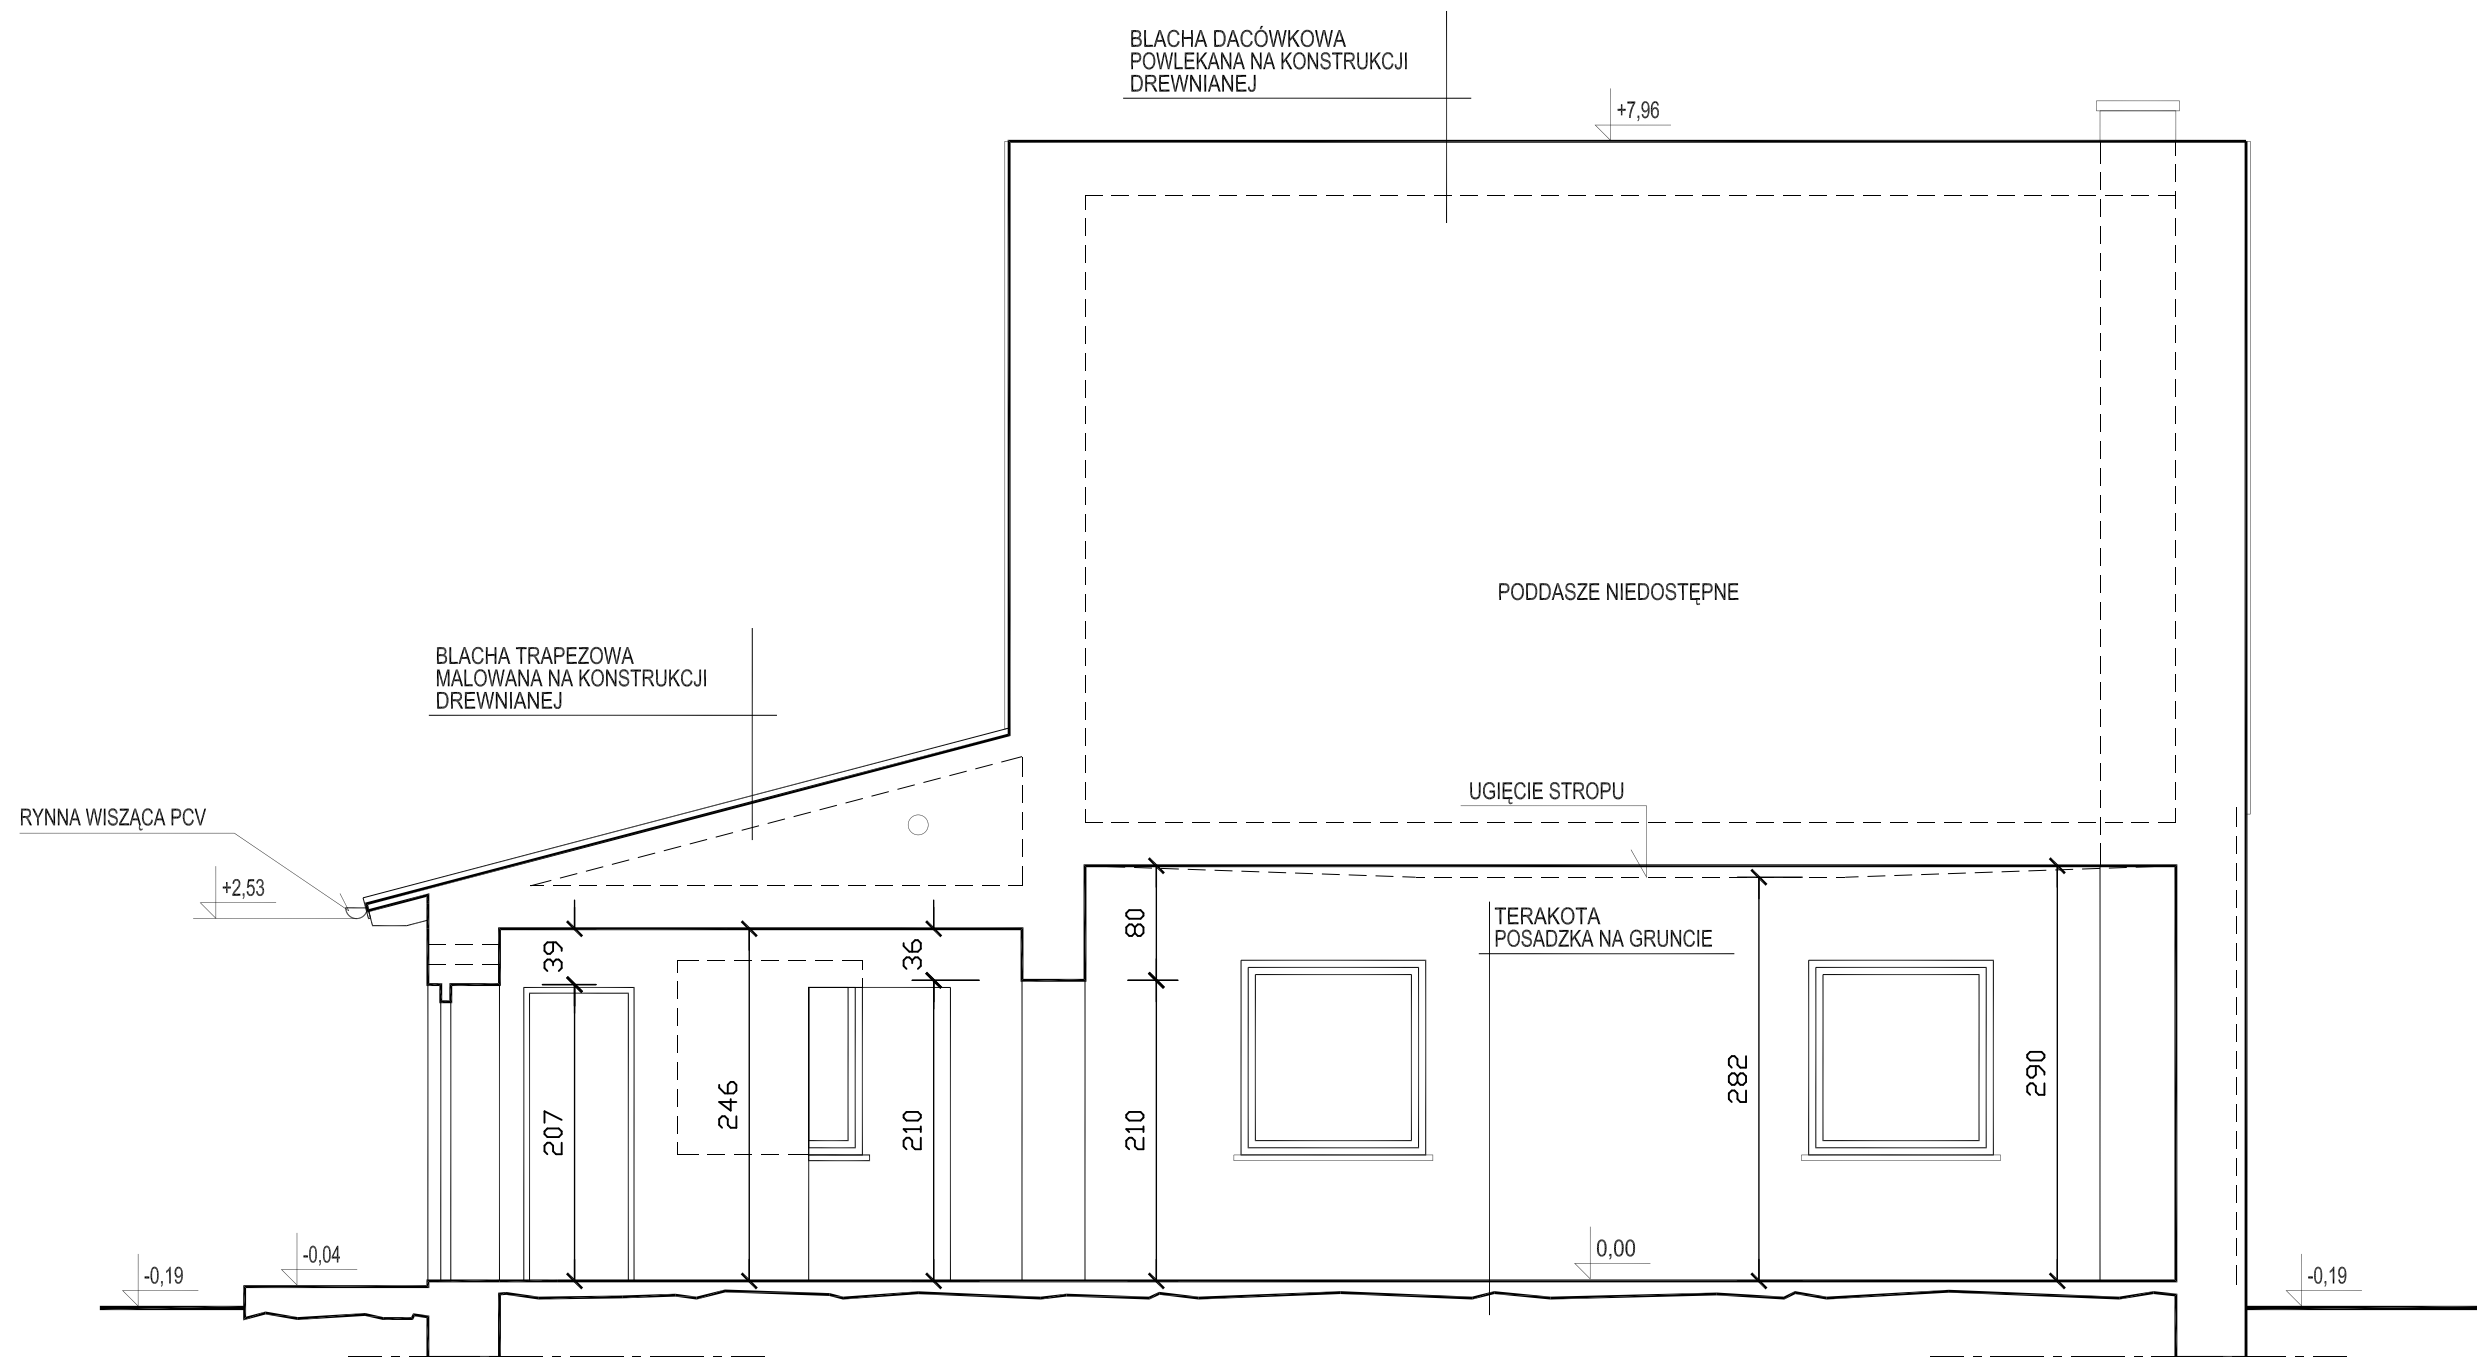 BLACHA DACÓWKOWA
POWLEKANA NA KONSTRUKCJI
DREWNIANEJ
+7,96
PODDASZE NIEDOSTĘPNE
BLACHA TRAPEZOWA
MALOWANA NA KONSTRUKCJI
DREWNIANEJ
UGIĘCIE STROPU
RYNNA WISZĄCA PCV
+2,53
TERAKOTA
POSADZKA NA GRUNCIE
39
36
80
207
246
210
210
282
290
-0,19
-0,04
0,00
-0,19